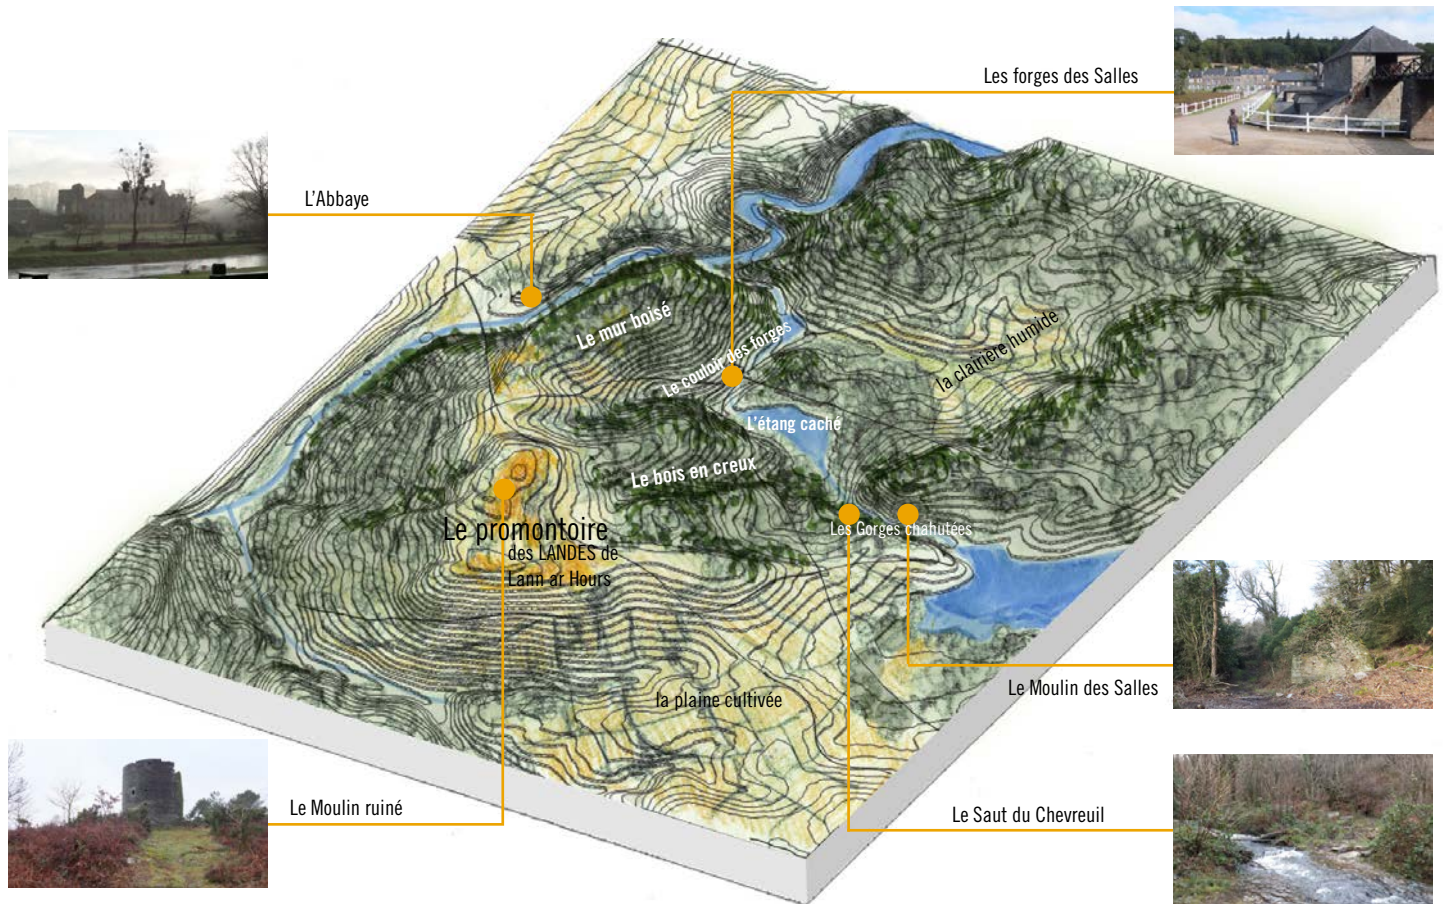 Les forges des Salles
L'Abbaye
Le mur boisé
Le couloir des forges
la clairière humide
L'étang caché
Le bois en creux
Les Gorges chahutées
Le promontoire
des LANDES de
Lann ar Hours
la plaine cultivée
Le Moulin des Salles
Le Moulin ruiné
Le Saut du Chevreuil